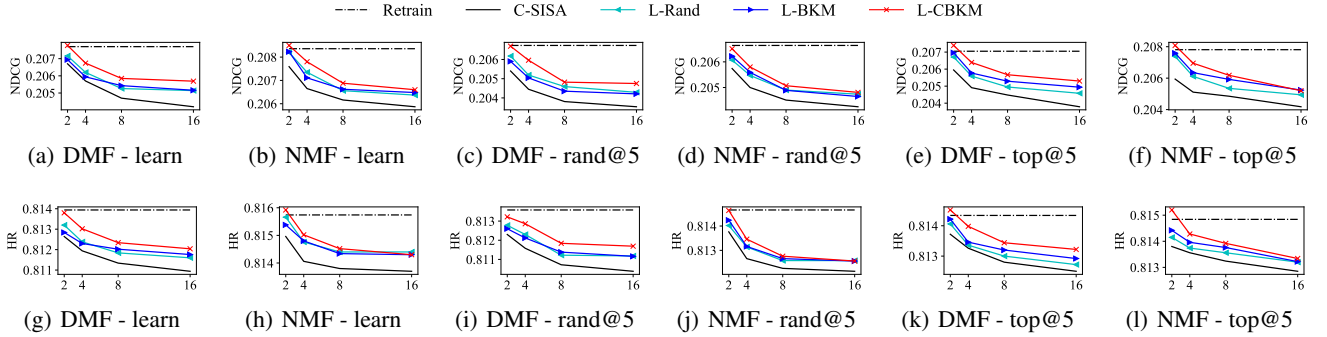 Retrain C-SISA L-Rand L-BKM L-CBKM
NDCG 0.207 0.205 2 4 8 16
NDCG 0.208 0.207 0.206 2 4 8 16
NDCG 0.206 0.205 0.204 2 4 8 16
NDCG 0.206 0.205 2 4 8 16
NDCG 0.207 0.206 0.205 0.204 2 4 8 16
NDCG 0.208 0.206 0.204 2 4 8 16
(a) DMF - learn (b) NMF - learn (c) DMF - rand@5 (d) NMF - rand@5 (e) DMF - top@5 (f) NMF - top@5
HR 0.814 0.813 0.812 0.811 2 4 8 16
HR 0.816 0.815 0.814 2 4 8 16
HR 0.813 0.812 0.811 2 4 8 16
HR 0.814 0.813 2 4 8 16
HR 0.814 0.813 2 4 8 16
HR 0.815 0.814 0.813 2 4 8 16
(g) DMF - learn (h) NMF - learn (i) DMF - rand@5 (j) NMF - rand@5 (k) DMF - top@5 (l) NMF - top@5